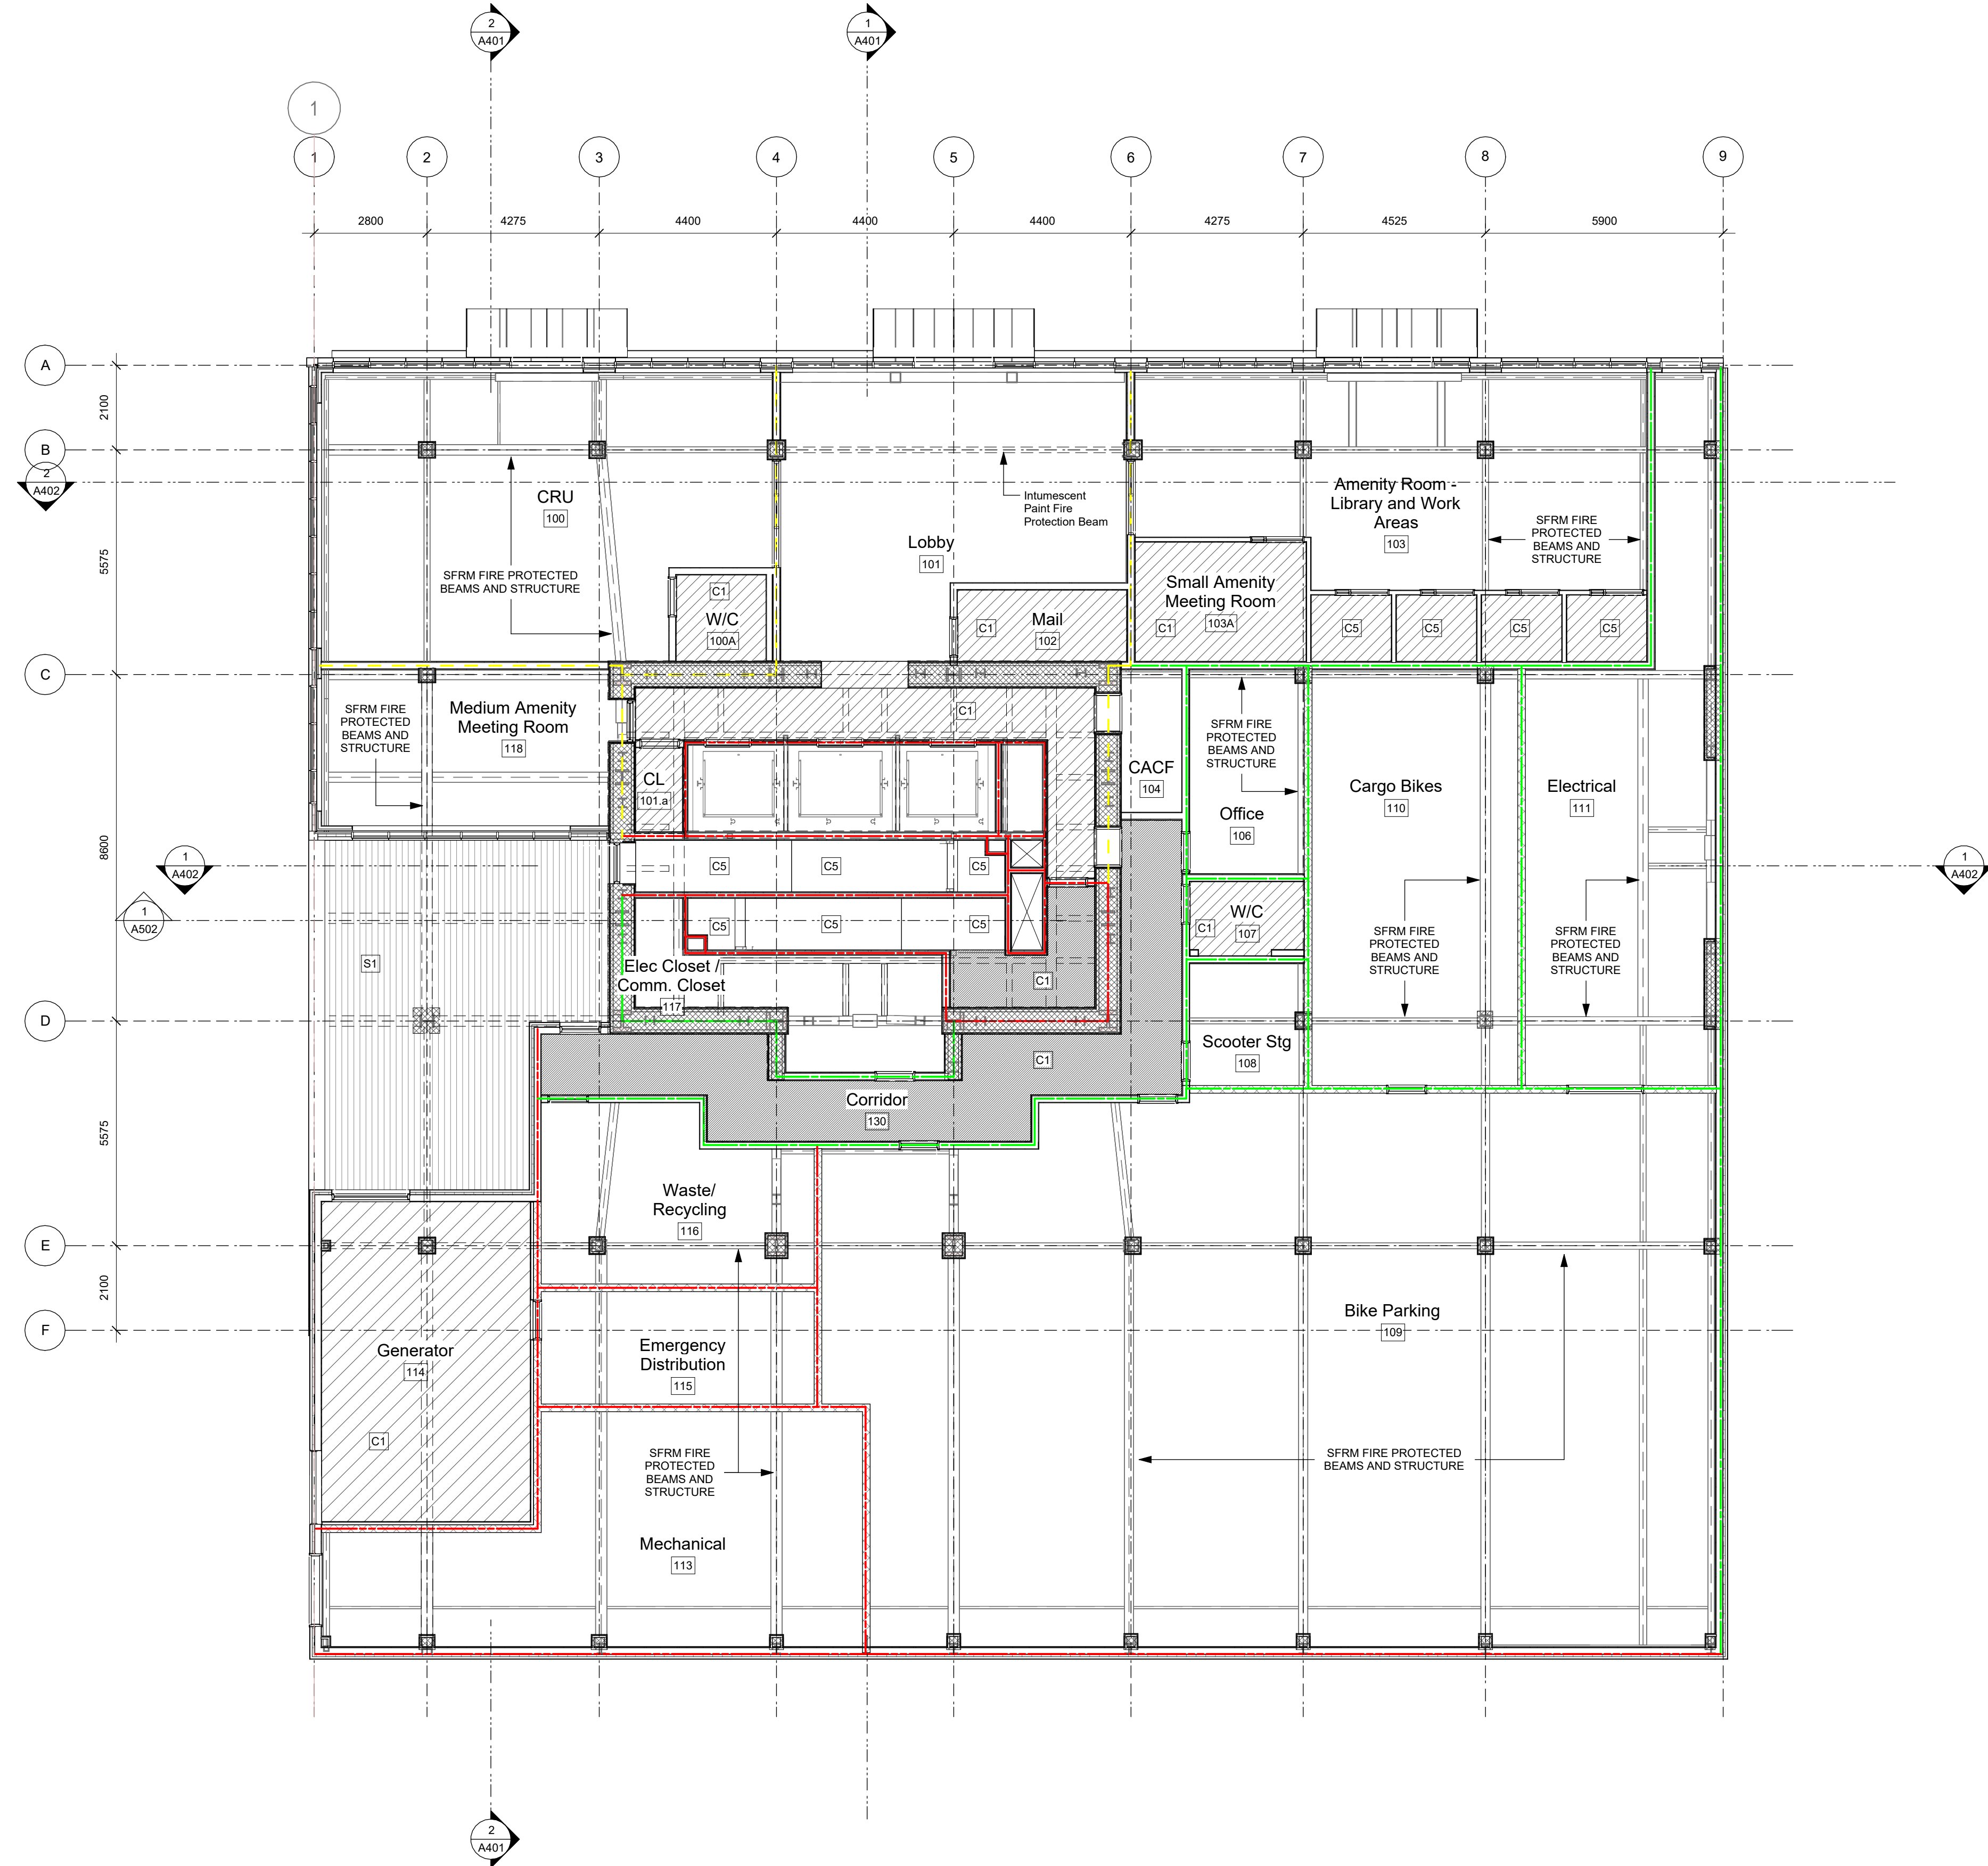 2
A401
1
A401
1
1
2
3
4
5
6
7
8
9
2800
4275
4400
4400
4400
4275
4525
5900
A
2100
B
2
A402
5575
C
8600
1
A402
1
A502
D
5575
E
2100
F
1
A402
CRU
100
SFRM FIRE PROTECTED
BEAMS AND STRUCTURE
C1
W/C
100A
Lobby
101
Intumescent
Paint Fire
Protection Beam
C1
Mail
102
Small Amenity
Meeting Room
C1
103A
Amenity Room -
Library and Work
Areas
103
SFRM FIRE
PROTECTED
BEAMS AND
STRUCTURE
C5
C5
C5
C5
SFRM FIRE
PROTECTED
BEAMS AND
STRUCTURE
Medium Amenity
Meeting Room
118
C1
CL
101.a
CACF
104
SFRM FIRE
PROTECTED
BEAMS AND
STRUCTURE
Office
106
Cargo Bikes
110
Electrical
111
C5
C5
C5
C5
C5
C5
W/C
C1
107
SFRM FIRE
PROTECTED
BEAMS AND
STRUCTURE
SFRM FIRE
PROTECTED
BEAMS AND
STRUCTURE
S1
Elec Closet /
Comm. Closet
117
C1
Scooter Stg
108
C1
Corridor
130
Waste/
Recycling
116
Generator
114
C1
Emergency
Distribution
115
Bike Parking
109
SFRM FIRE
PROTECTED
BEAMS AND
STRUCTURE
SFRM FIRE PROTECTED
BEAMS AND STRUCTURE
Mechanical
113
2
A401